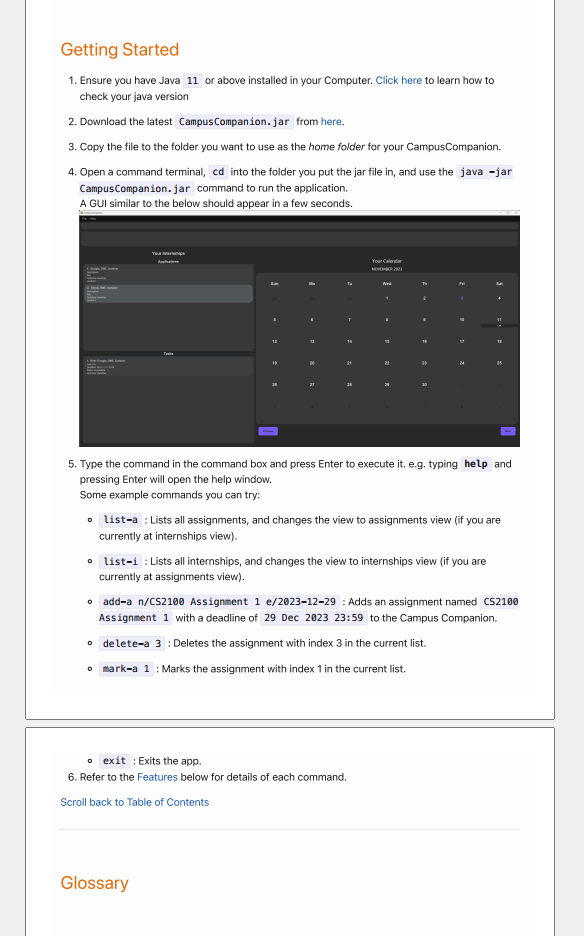 Getting Started
1. Ensure you have Java 11 or above installed in your Computer. Click here to learn how to
check your java version
2. Download the latest CampusCompanion.jar from here.
3. Copy the file to the folder you want to use as the home folder for your CampusCompanion.
4. Open a command terminal, cd into the folder you put the jar file in, and use the java -jar
CampusCompanion.jar command to run the application.
A GUI similar to the below should appear in a few seconds.
Your Internships
Applications
Your Calendar
NOVEMBER 2023
Sun Mo Tu Wed Th Fri Sat
1 2 3 4
5 6 7 8 9 10 11
12 13 14 15 16 17 18
19 20 21 22 23 24 25
26 27 28 29 30
Tasks
5. Type the command in the command box and press Enter to execute it. e.g. typing help and
pressing Enter will open the help window.
Some example commands you can try:
list-a : Lists all assignments, and changes the view to assignments view (if you are
currently at internships view).
list-i : Lists all internships, and changes the view to internships view (if you are
currently at assignments view).
add-a n/CS2100 Assignment 1 e/2023-12-29 : Adds an assignment named CS2100
Assignment 1 with a deadline of 29 Dec 2023 23:59 to the Campus Companion.
delete-a 3 : Deletes the assignment with index 3 in the current list.
mark-a 1 : Marks the assignment with index 1 in the current list.
exit : Exits the app.
6. Refer to the Features below for details of each command.
Scroll back to Table of Contents
Glossary